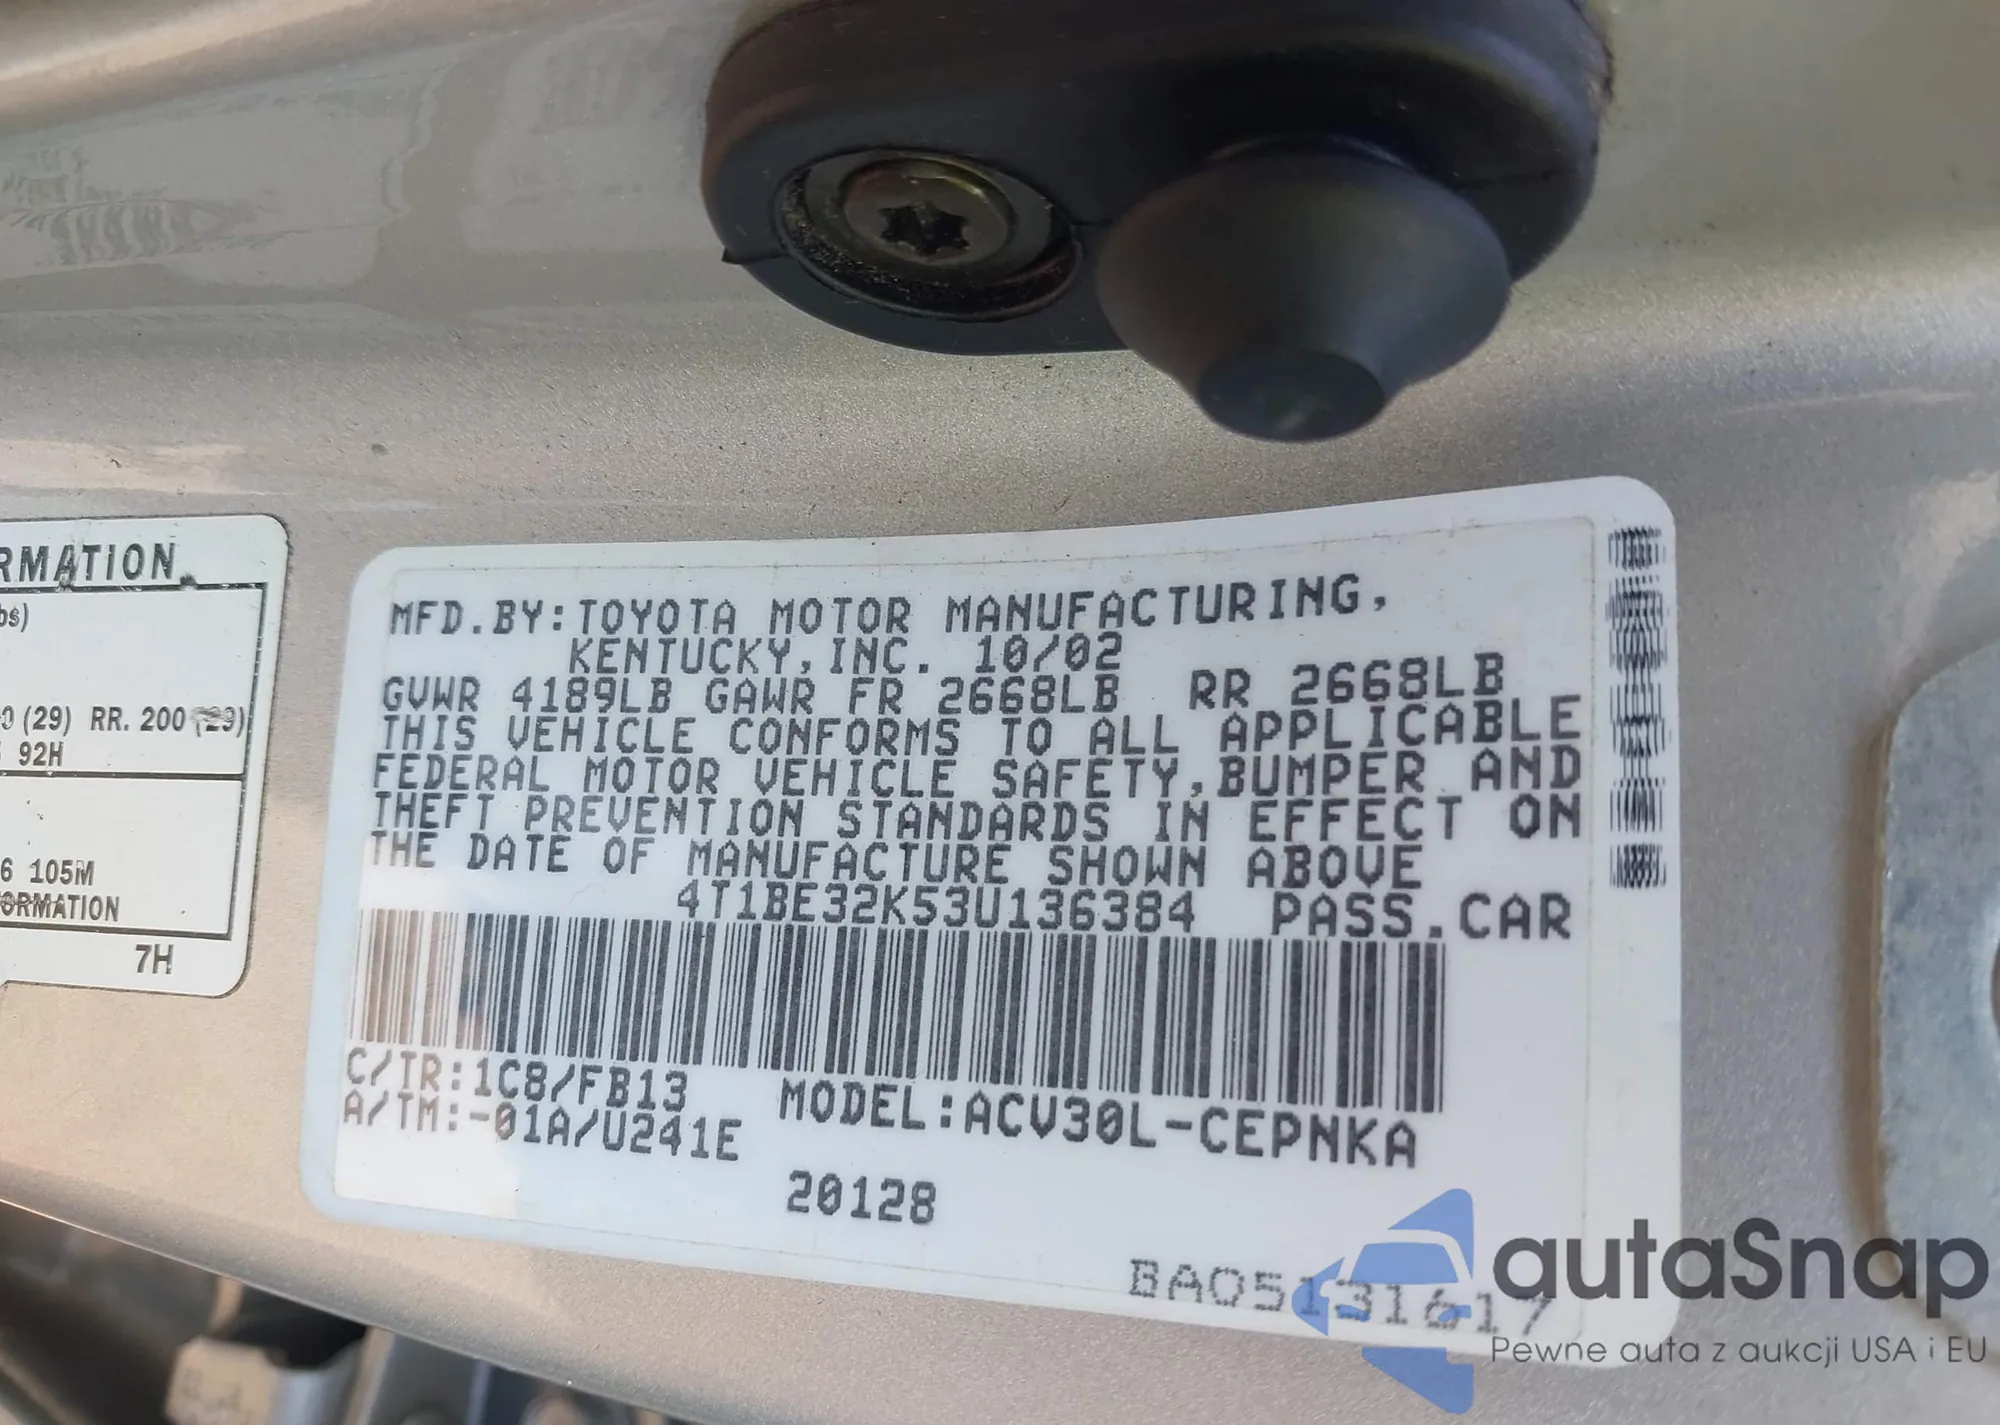 RMATION
bs)
0 (29) RR. 200 (29)
92H
6 105M
ORMATION
7H
MFD.BY:TOYOTA MOTOR MANUFACTURING,
KENTUCKY,INC. 10/02
GVWR 4189LB GAWR FR 2668LB RR 2668LB
THIS VEHICLE CONFORMS TO ALL APPLICABLE
FEDERAL MOTOR VEHICLE SAFETY,BUMPER AND
THEFT PREVENTION STANDARDS IN EFFECT ON
THE DATE OF MANUFACTURE SHOWN ABOVE
4T1BE32K53U136384 PASS.CAR
C/TR:1C8/FB13
A/TM:-01A/U241E
MODEL:ACV30L-CEPNKA
20128
BA05131617
autaSnap
Pewne auta z aukcji USA i EU